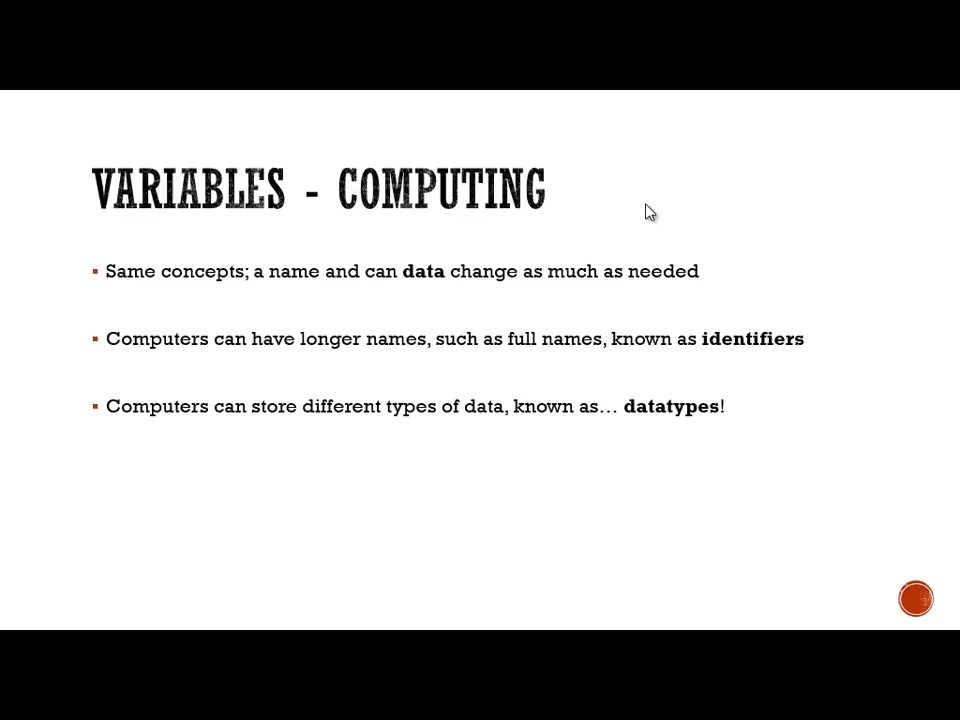 VARIABLES - COMPUTING
Same concepts; a name and can data change as much as needed
Computers can have longer names, such as full names, known as identifiers
Computers can store different types of data, known as… datatypes!